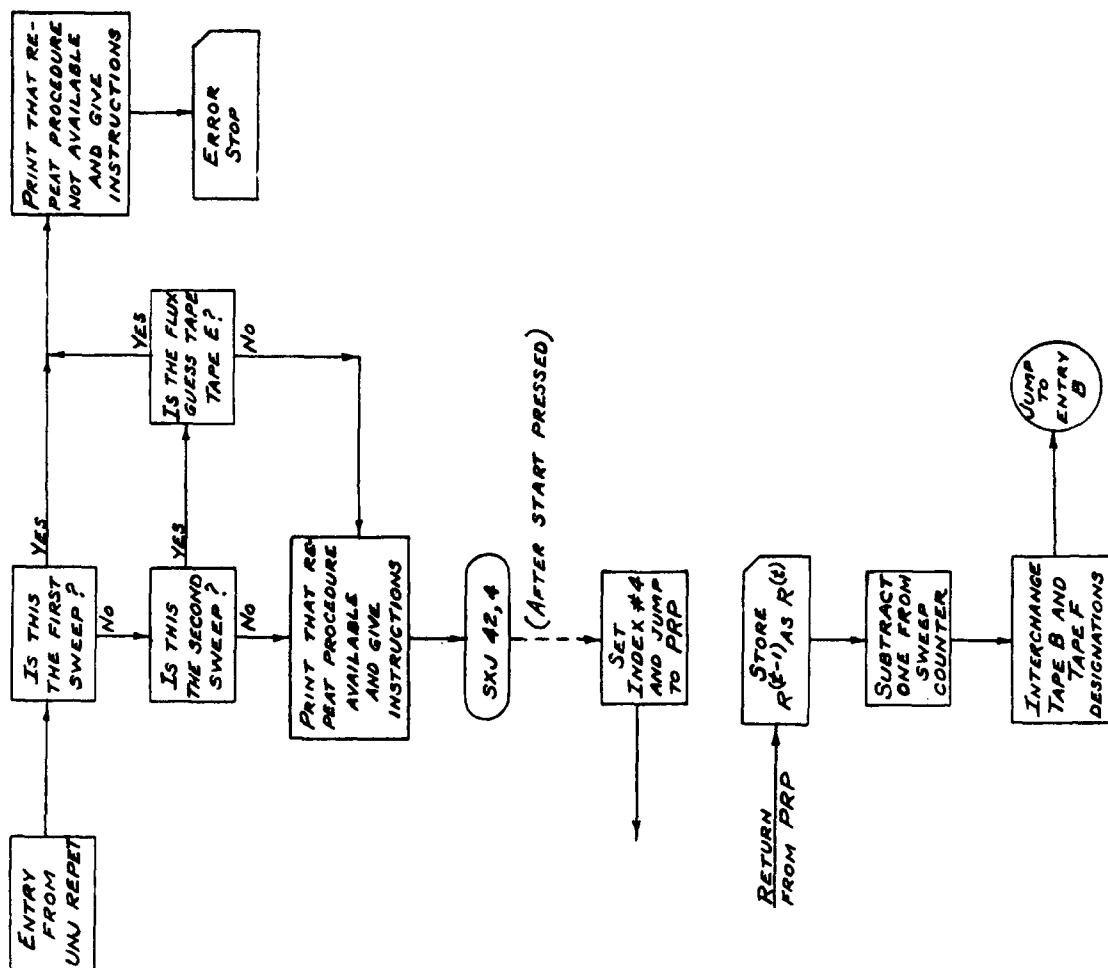 ENTRY
FROM
UNJ REPET
IS THIS
THE FIRST
SWEEP?
YES
NO
PRINT THAT RE-
PEAT PROCEDURE
NOT AVAILABLE
AND GIVE
INSTRUCTIONS
ERROR
STOP
IS THIS
THE SECOND
SWEEP?
YES
NO
IS THE FLUX
GUESS TAPE
TAPE E?
YES
NO
PRINT THAT RE-
PEAT PROCEDURE
AVAILABLE
AND GIVE
INSTRUCTIONS
SXJ 42,4
(AFTER START PRESSED)
SET
INDEX #4
AND JUMP
TO PRP
RETURN
FROM PRP
STORE
R(t-1) AS R(t)
SUBTRACT
ONE FROM
SWEEP
COUNTER
INTERCHANGE
TAPE B AND
TAPE F
DESIGNATIONS
JUMP
TO
ENTRY
B